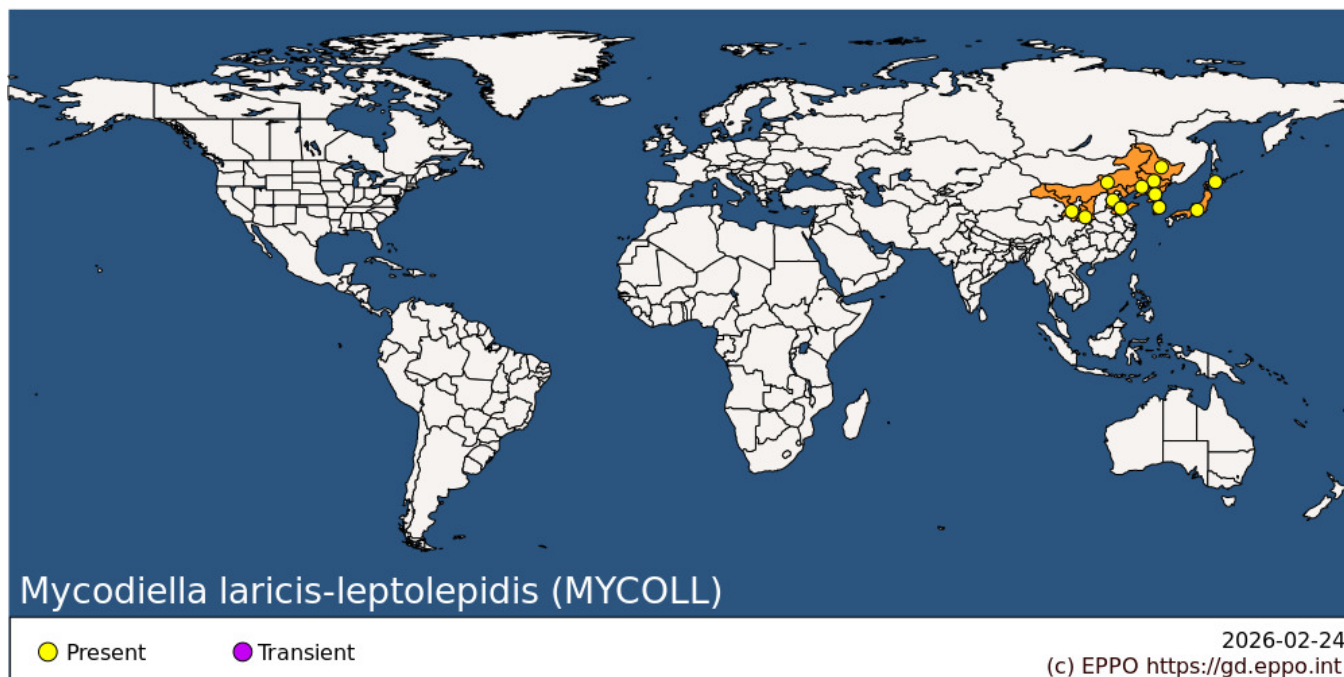 Mycodiella laricis-leptolepidis (MYCOLL)
Present
Transient
2026-02-24
(c) EPPO https://gd.eppo.int